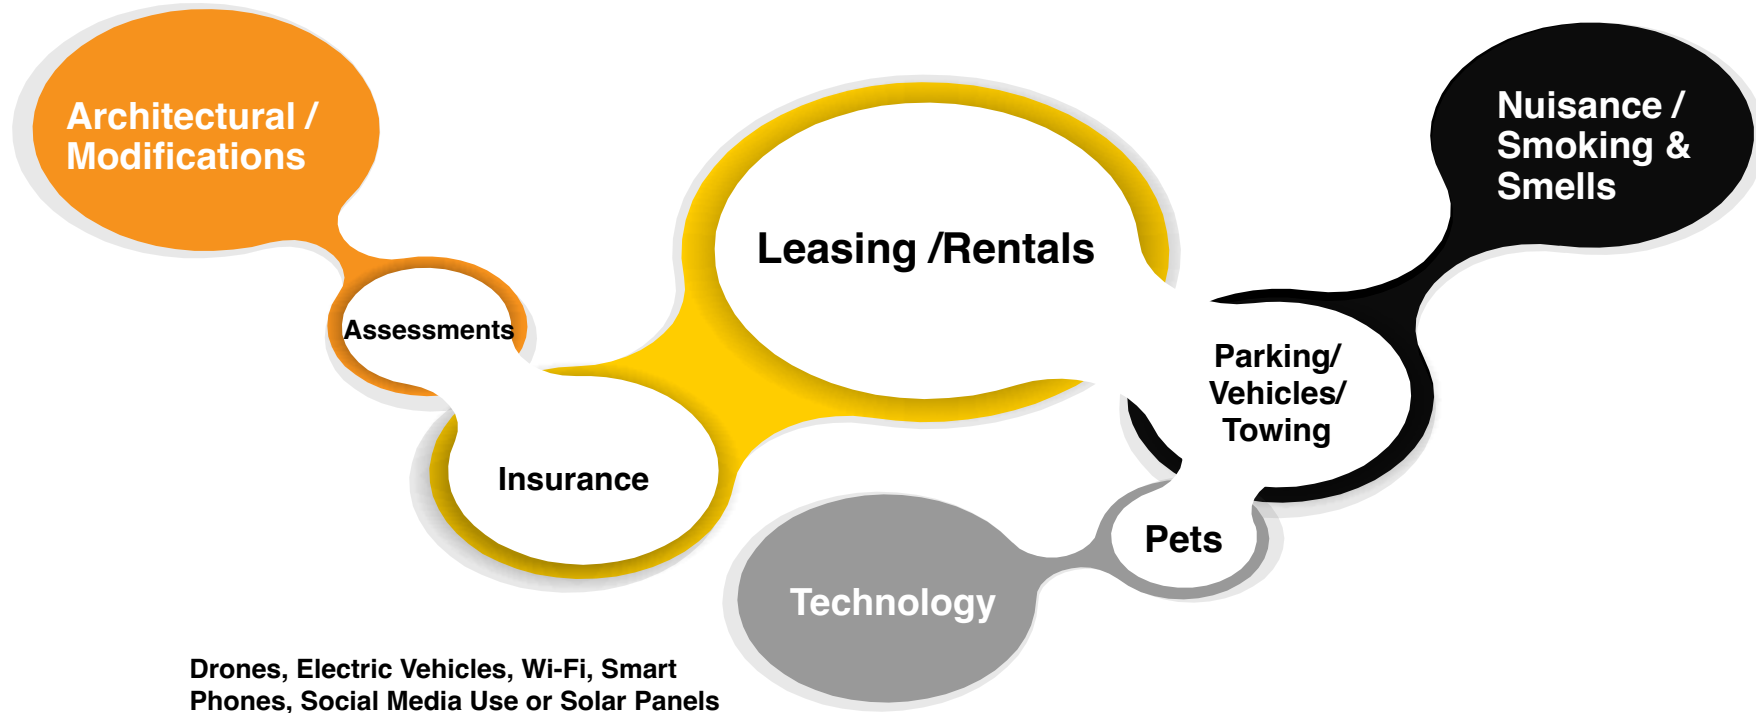 Architectural /
Modifications
Nuisance /
Smoking &
Smells
Leasing /Rentals
Assessments
Parking/
Vehicles/
Towing
Insurance
Pets
Technology
Drones, Electric Vehicles, Wi-Fi, Smart
Phones, Social Media Use or Solar Panels